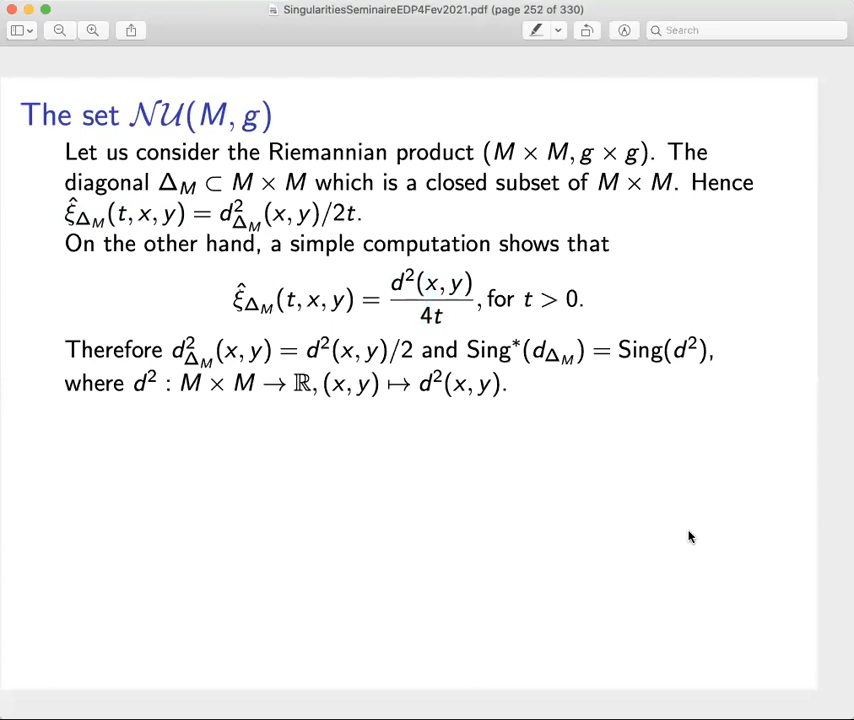 SingularitiesSeminaireEDP4Fev2021.pdf (page 252 of 330)
Search
The set 𝒩𝒰(M, g)
Let us consider the Riemannian product (M × M, g × g). The
diagonal Δ_M ⊂ M × M which is a closed subset of M × M. Hence
ξ̂_{Δ_M}(t, x, y) = d²_{Δ_M}(x, y)/2t.
On the other hand, a simple computation shows that
ξ̂_{Δ_M}(t, x, y) = d²(x, y)/4t, for t > 0.
Therefore d²_{Δ_M}(x, y) = d²(x, y)/2 and Sing*(d_{Δ_M}) = Sing(d²),
where d² : M × M → ℝ, (x, y) ↦ d²(x, y).